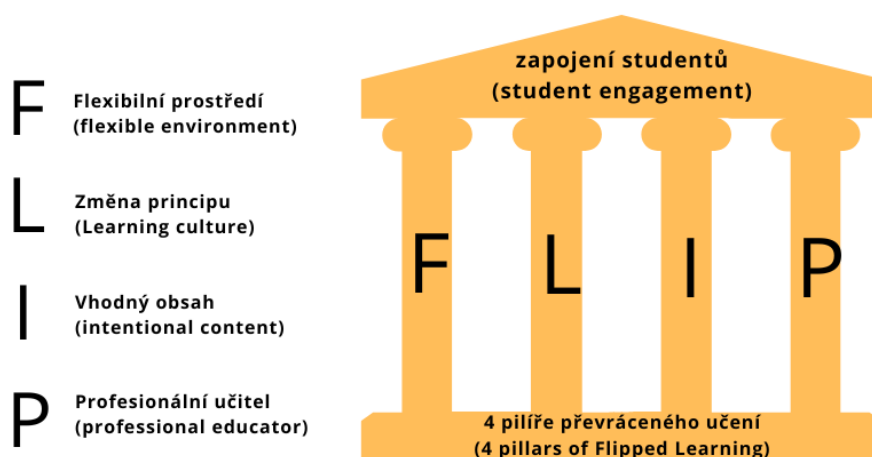 F
Flexibilní prostředí
(flexible environment)
L
Změna principu
(Learning culture)
I
Vhodný obsah
(intentional content)
P
Profesionální učitel
(professional educator)
zapojení studentů
(student engagement)
F L I P
4 pilíře převráceného učení
(4 pillars of Flipped Learning)